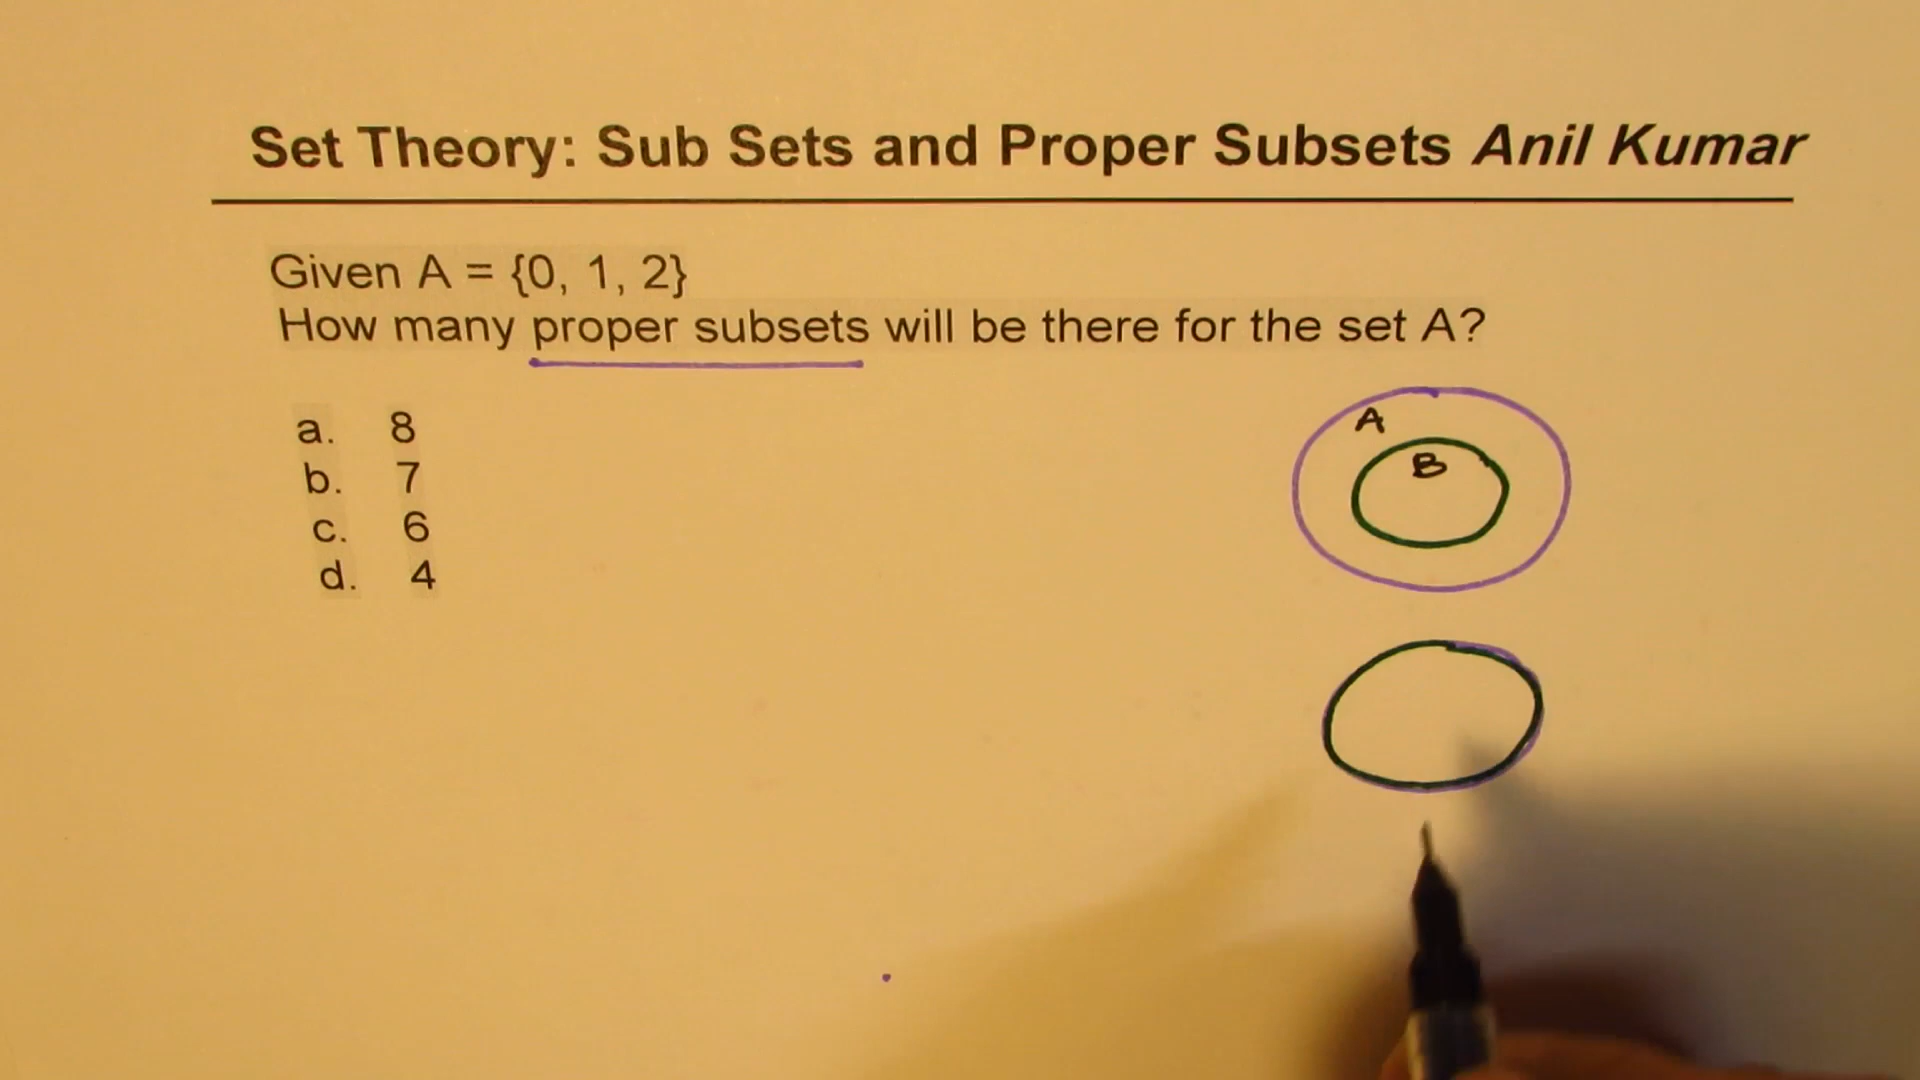 Set Theory: Sub Sets and Proper Subsets Anil Kumar
Given A = {0, 1, 2}
How many proper subsets will be there for the set A?
a. 8
b. 7
c. 6
d. 4
A
B